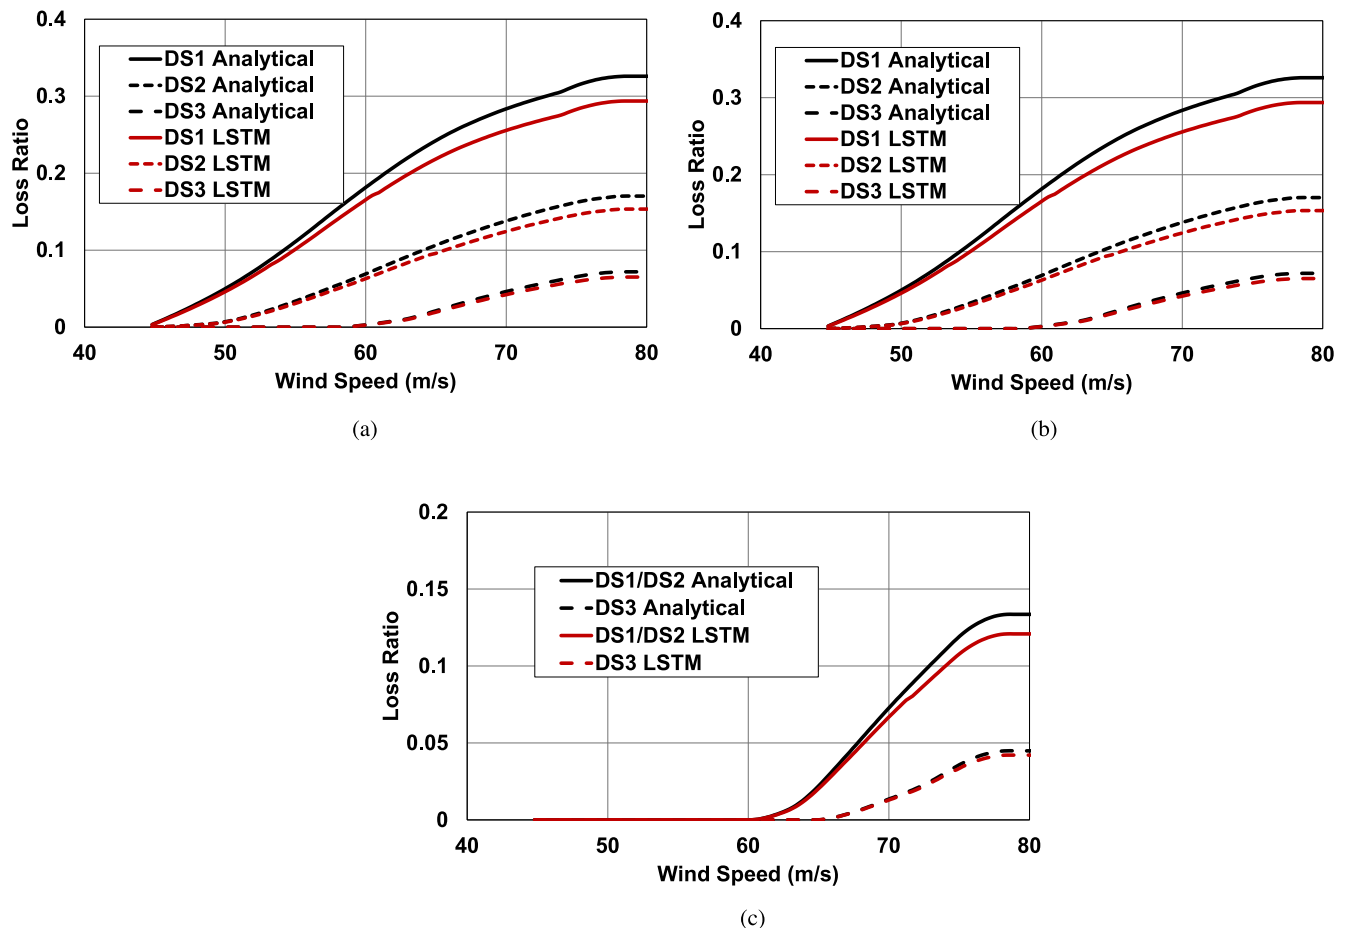 0.4
0.3
0.2
0.1
0
Loss Ratio
DS1 Analytical
DS2 Analytical
DS3 Analytical
DS1 LSTM
DS2 LSTM
DS3 LSTM
40 50 60 70 80
Wind Speed (m/s)
(a)
0.4
0.3
0.2
0.1
0
Loss Ratio
DS1 Analytical
DS2 Analytical
DS3 Analytical
DS1 LSTM
DS2 LSTM
DS3 LSTM
40 50 60 70 80
Wind Speed (m/s)
(b)
0.2
0.15
0.1
0.05
0
Loss Ratio
DS1/DS2 Analytical
DS3 Analytical
DS1/DS2 LSTM
DS3 LSTM
40 50 60 70 80
Wind Speed (m/s)
(c)